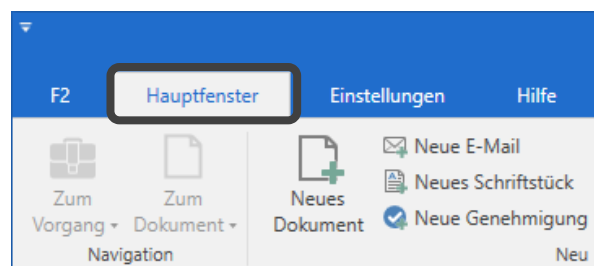 F2 Hauptfenster Einstellungen Hilfe
Zum Vorgang
Zum Dokument
Navigation
Neues Dokument
Neue E-Mail
Neues Schriftstück
Neue Genehmigung
Neu